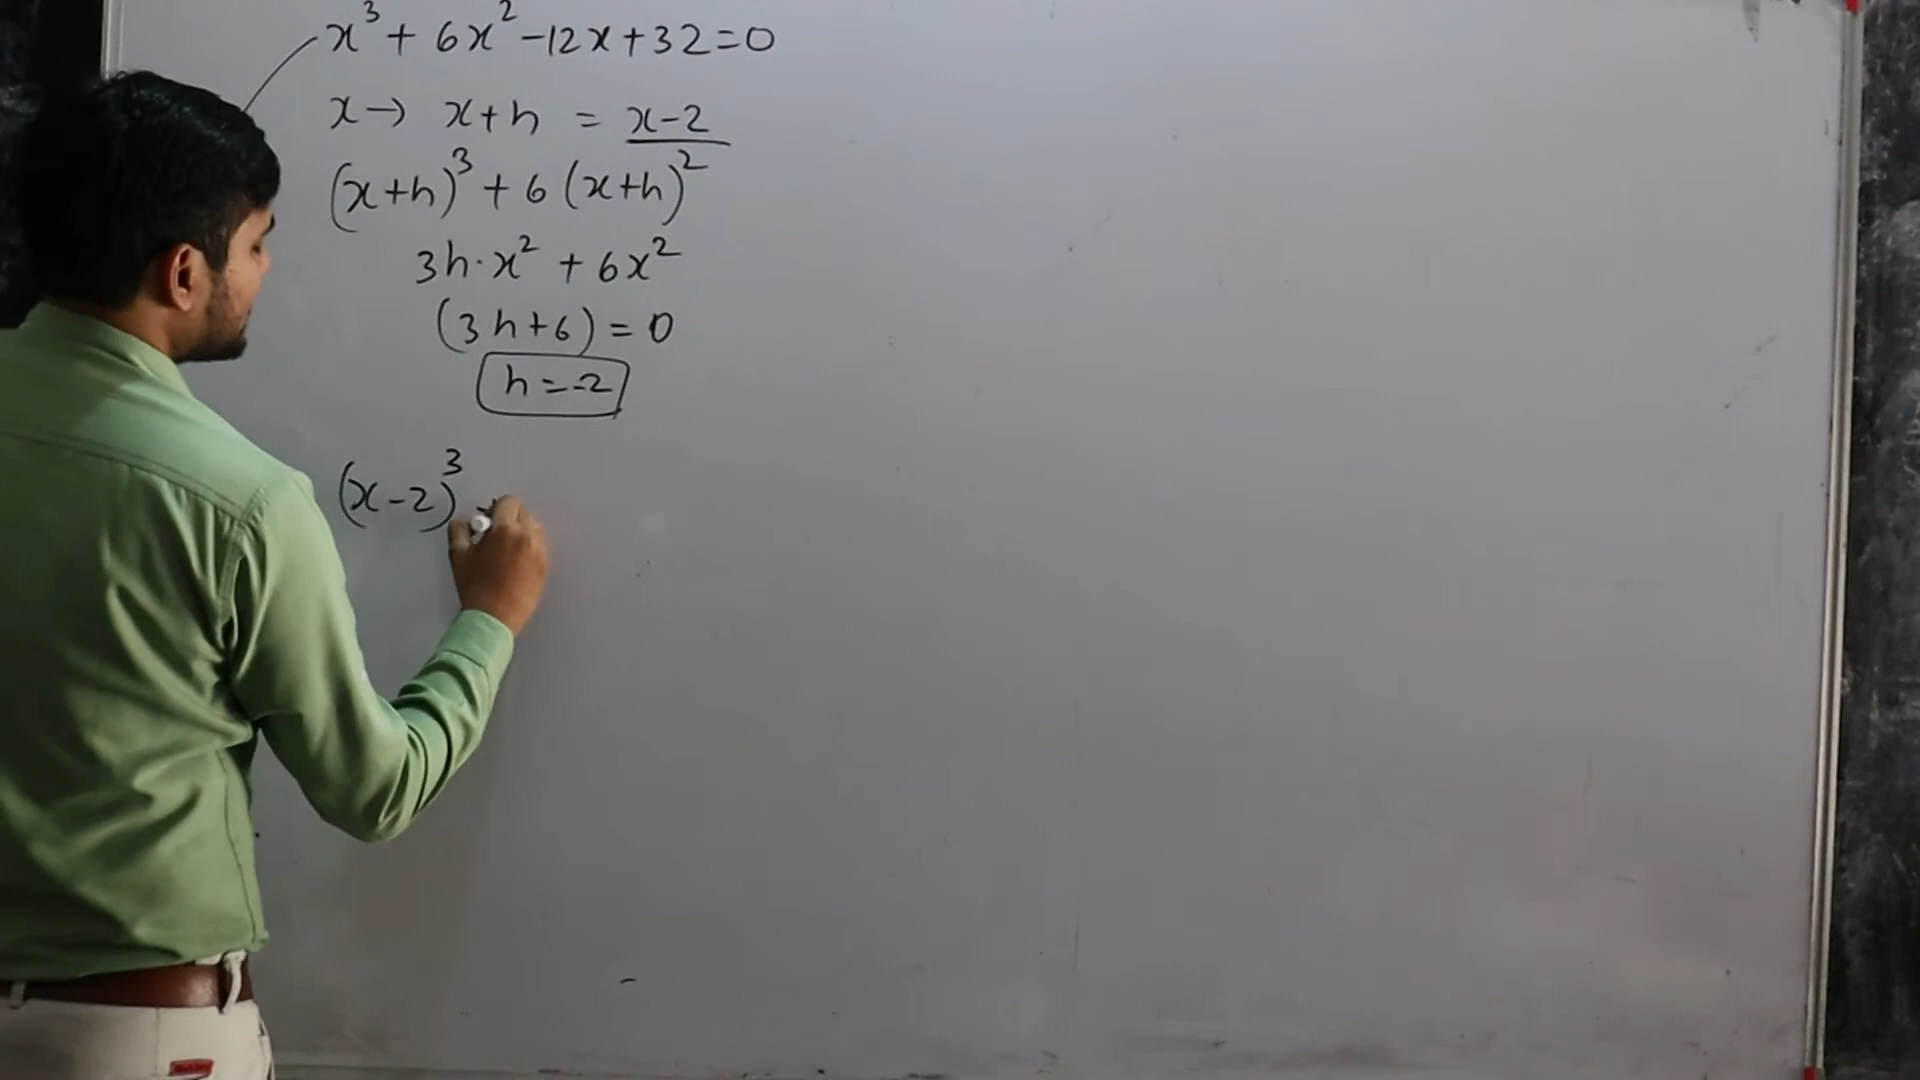 x³ + 6x² - 12x + 32 = 0
x → x + h = x - 2
(x + h)³ + 6 (x + h)²
3h · x² + 6x²
(3h + 6) = 0
h = -2
(x - 2)³ +